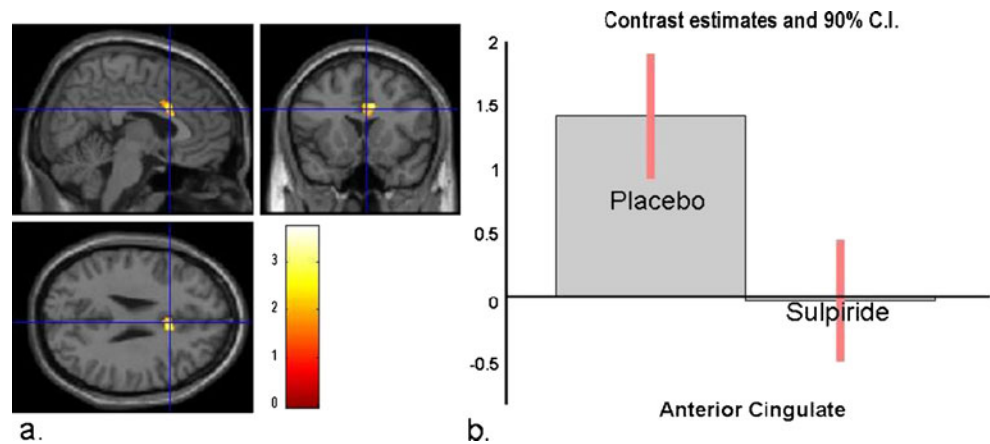 Contrast estimates and 90% C.I.
2
1.5
1
0.5
0
-0.5
Placebo
Sulpiride
Anterior Cingulate
3
2
1
0
a.
b.